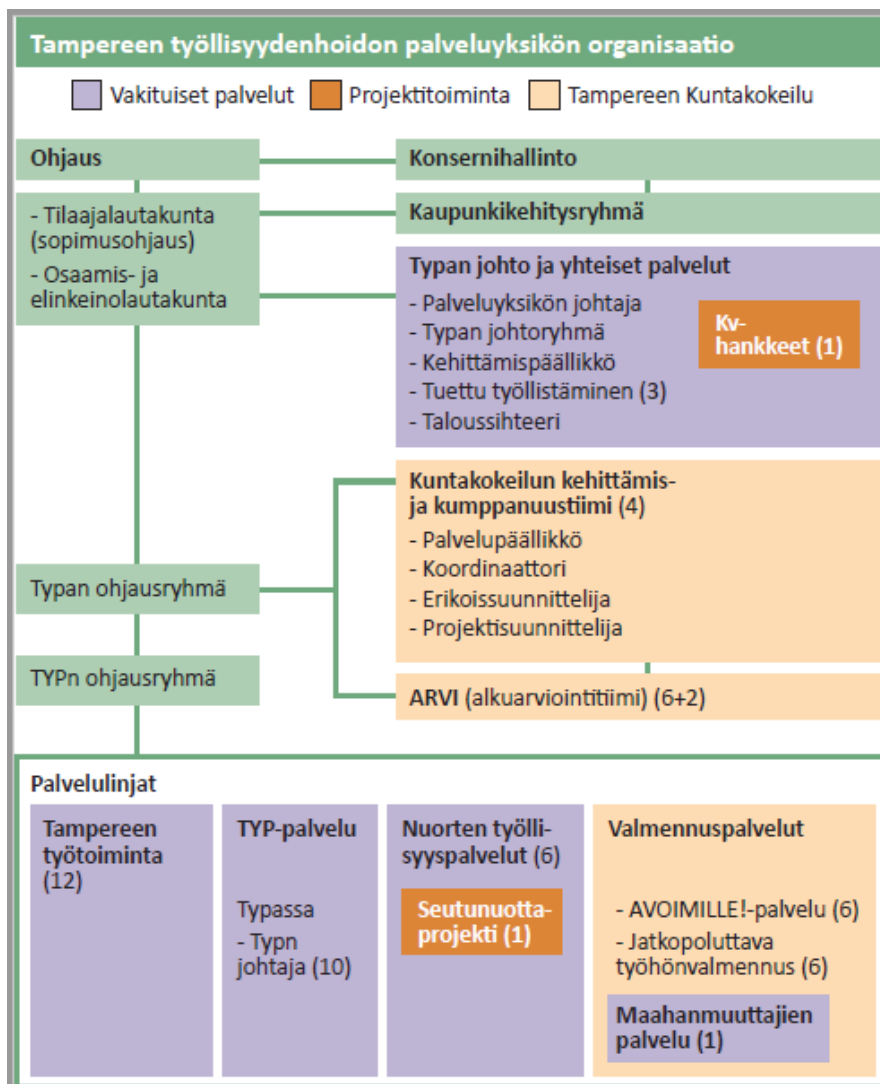 Tampereen työllisyydenhoidon palveluyksikön organisaatio
Vakituiset palvelut
Projektitoiminta
Tampereen Kuntakokeilu
Ohjaus
- Tilaajalautakunta
(sopimusohjaus)
- Osaamis- ja
elinkeinolautakunta
Konsernihallinto
Kaupunkikehitysryhmä
Typan johto ja yhteiset palvelut
- Palveluyksikön johtaja
- Typan johtoryhmä
- Kehittämispäällikkö
- Tuettu työllistäminen (3)
- Taloussihteeri
Kv-
hankkeet (1)
Kuntakokeilun kehittämis-
ja kumppanuustiimi (4)
- Palvelupäällikkö
- Koordinaattori
- Erikoissuunnittelija
- Projektisuunnittelija
Typan ohjausryhmä
TYPn ohjausryhmä
ARVI (alkuarviointitiimi) (6+2)
Palvelulinjat
Tampereen
työtoiminta
(12)
TYP-palvelu
Typassa
- Typn
johtaja (10)
Nuorten työlli-
syyspalvelut (6)
Seutunuotta-
projekti (1)
Valmennuspalvelut
- AVOIMILLE!-palvelu (6)
- Jatkopoluttava
työhönvalmennus (6)
Maahanmuuttajien
palvelu (1)